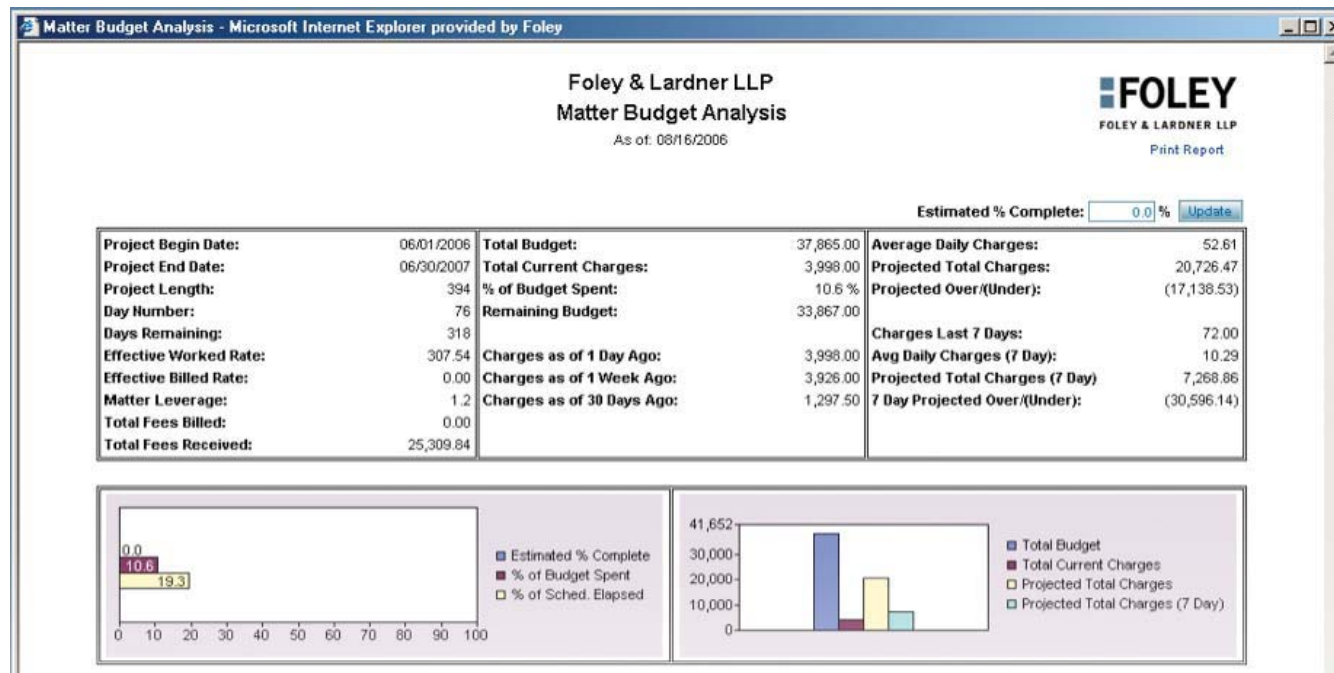 Matter Budget Analysis - Microsoft Internet Explorer provided by Foley
Foley & Lardner LLP
Matter Budget Analysis
As of: 08/16/2006
FOLEY
FOLEY & LARDNER LLP
Print Report
Estimated % Complete: 0.0 % Update
Project Begin Date: 06/01/2006 Total Budget: 37,865.00 Average Daily Charges: 52.61
Project End Date: 06/30/2007 Total Current Charges: 3,998.00 Projected Total Charges: 20,726.47
Project Length: 394 % of Budget Spent: 10.6 % Projected Over/(Under): (17,138.53)
Day Number: 76 Remaining Budget: 33,867.00
Days Remaining: 318 Charges Last 7 Days: 72.00
Effective Worked Rate: 307.54 Charges as of 1 Day Ago: 3,998.00 Avg Daily Charges (7 Day): 10.29
Effective Billed Rate: 0.00 Charges as of 1 Week Ago: 3,926.00 Projected Total Charges (7 Day) 7,268.86
Matter Leverage: 1.2 Charges as of 30 Days Ago: 1,297.50 7 Day Projected Over/(Under): (30,596.14)
Total Fees Billed: 0.00
Total Fees Received: 25,309.84
0.0
10.6
19.3
0 10 20 30 40 50 60 70 80 90 100
Estimated % Complete
% of Budget Spent
% of Sched. Elapsed
41,652
30,000
20,000
10,000
0
Total Budget
Total Current Charges
Projected Total Charges
Projected Total Charges (7 Day)